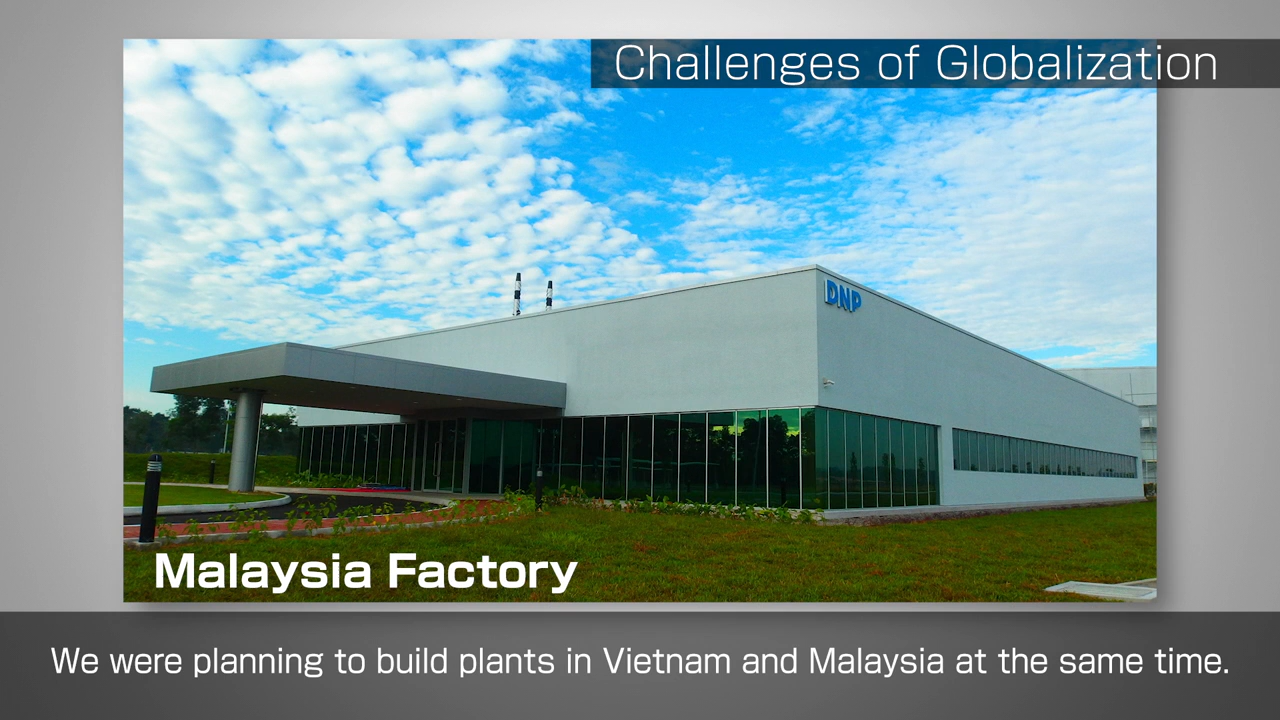 Challenges of Globalization
DNP
Malaysia Factory
We were planning to build plants in Vietnam and Malaysia at the same time.